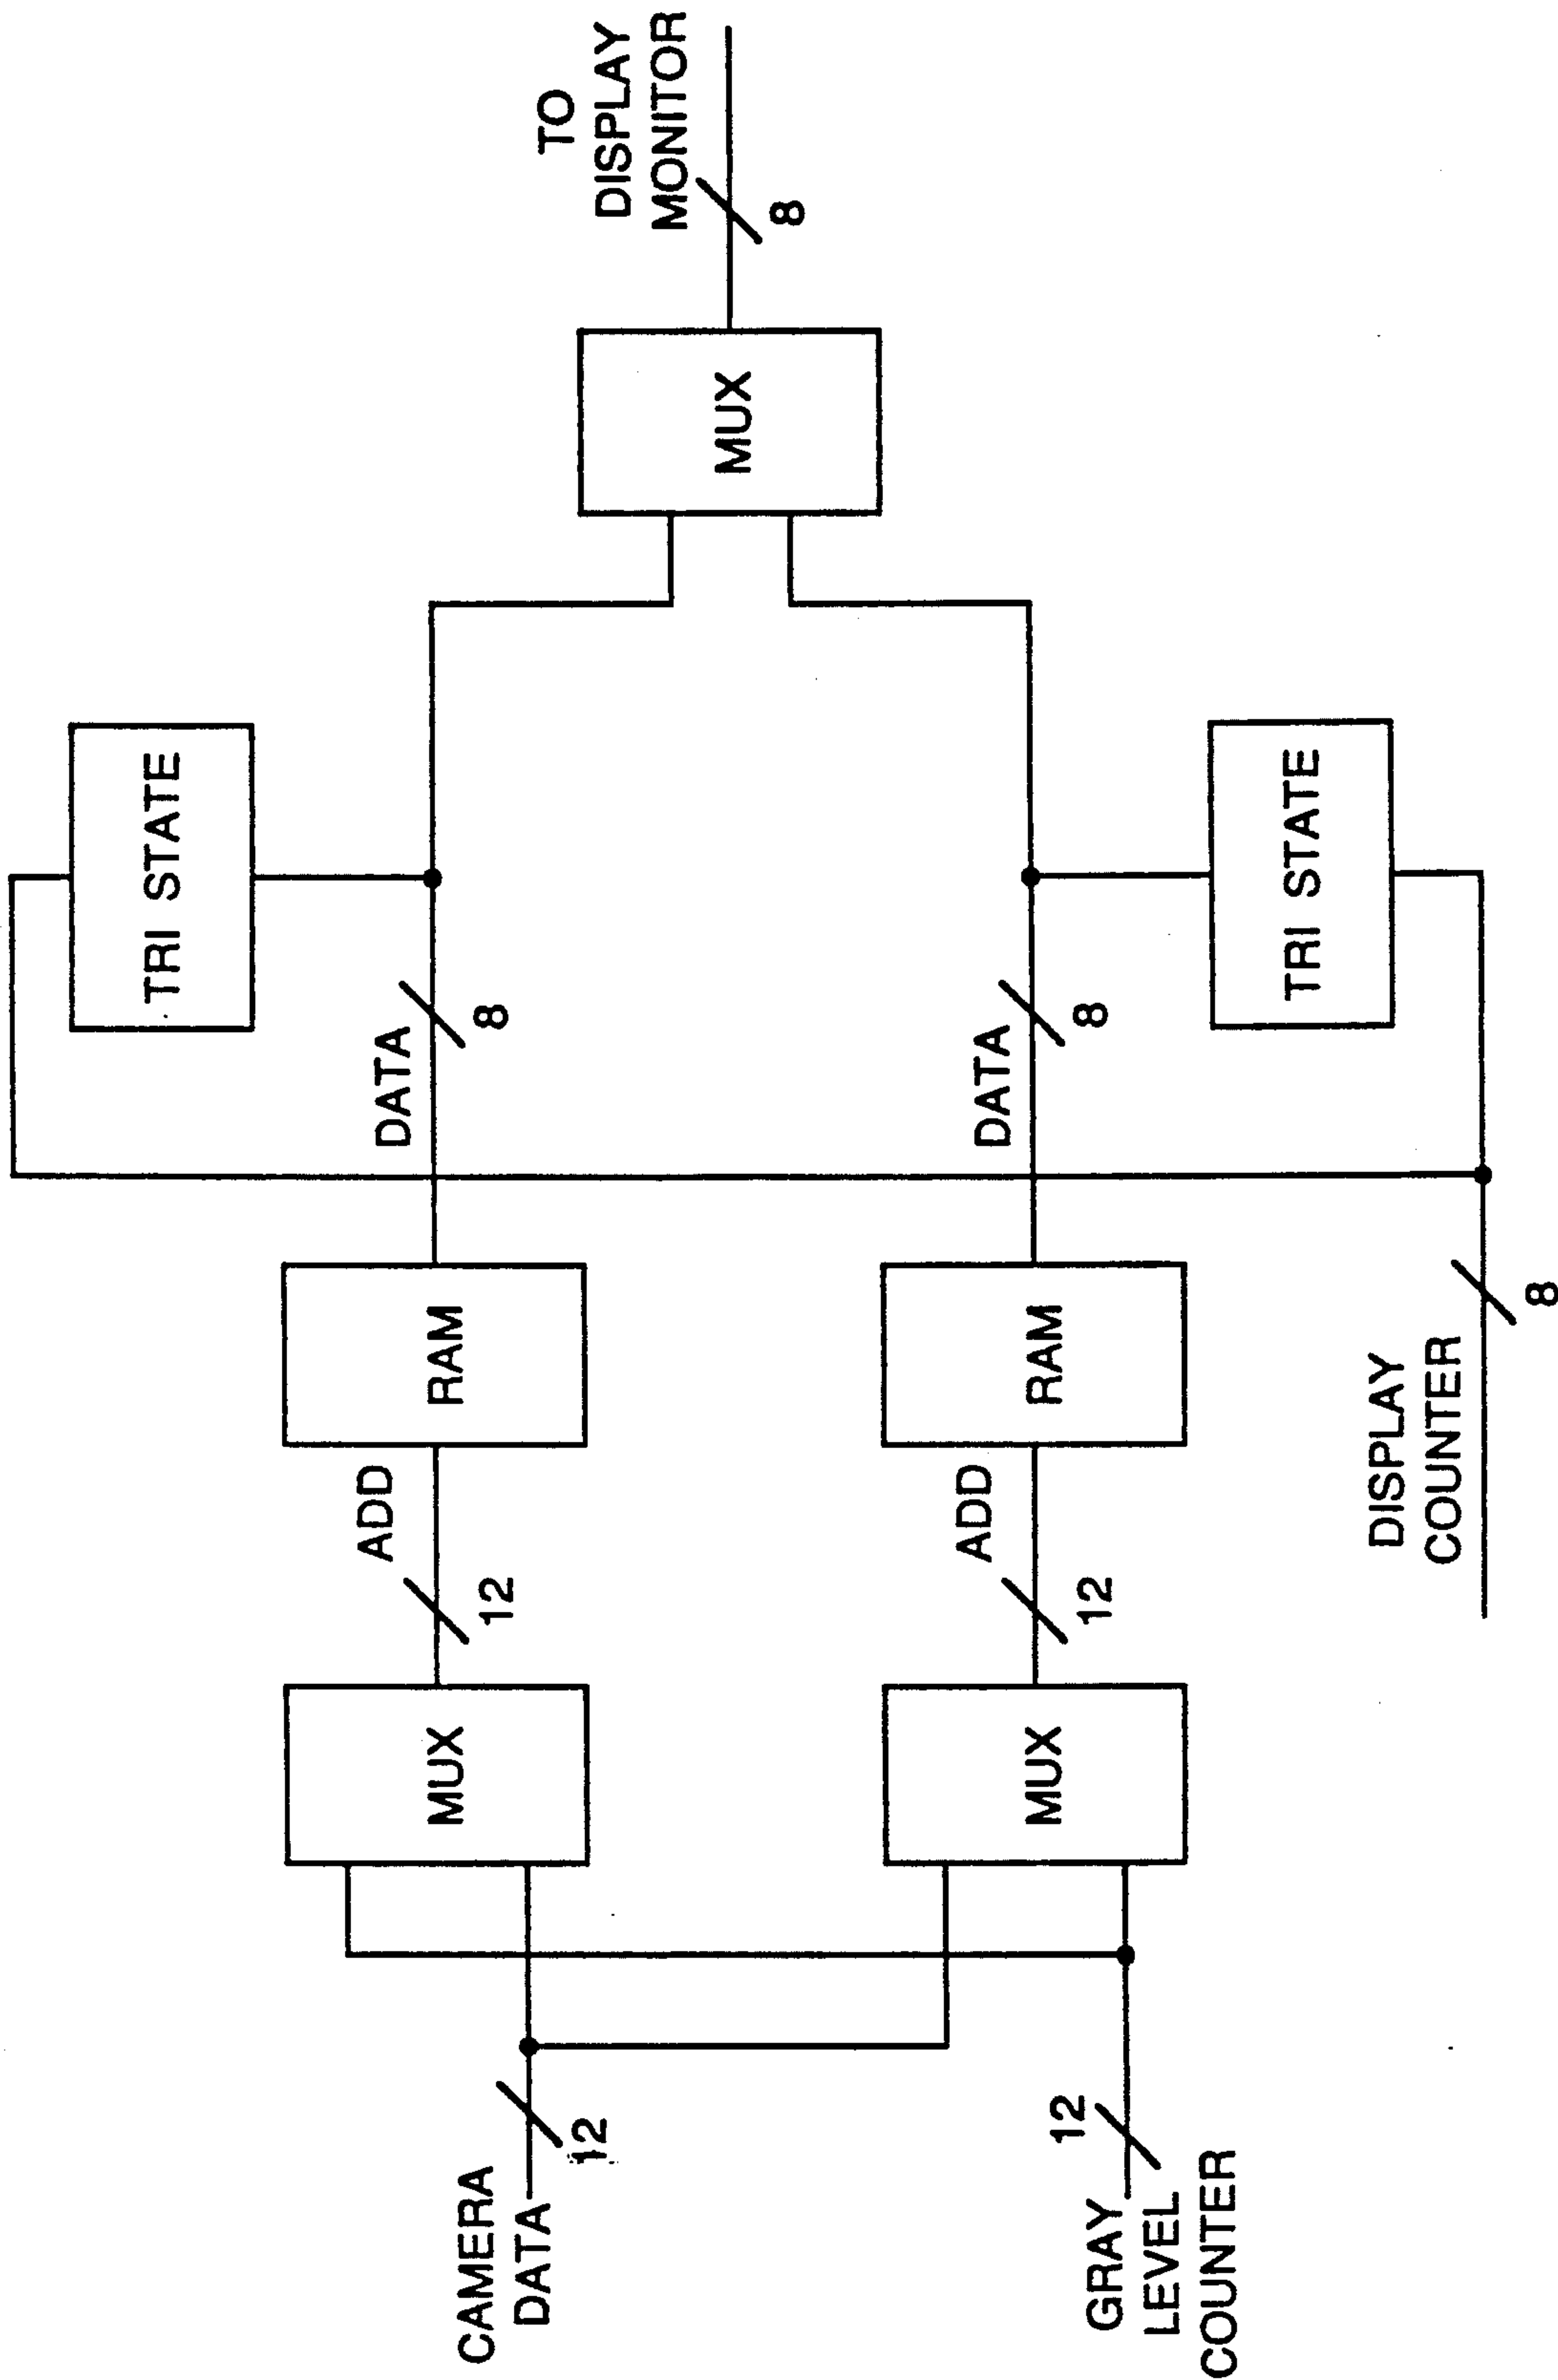 CAMERA
DATA
12
GRAY
LEVEL
COUNTER
12
MUX
MUX
ADD
12
ADD
12
RAM
RAM
DISPLAY
COUNTER
8
DATA
8
DATA
8
TRI STATE
TRI STATE
MUX
TO
DISPLAY
MONITOR
8